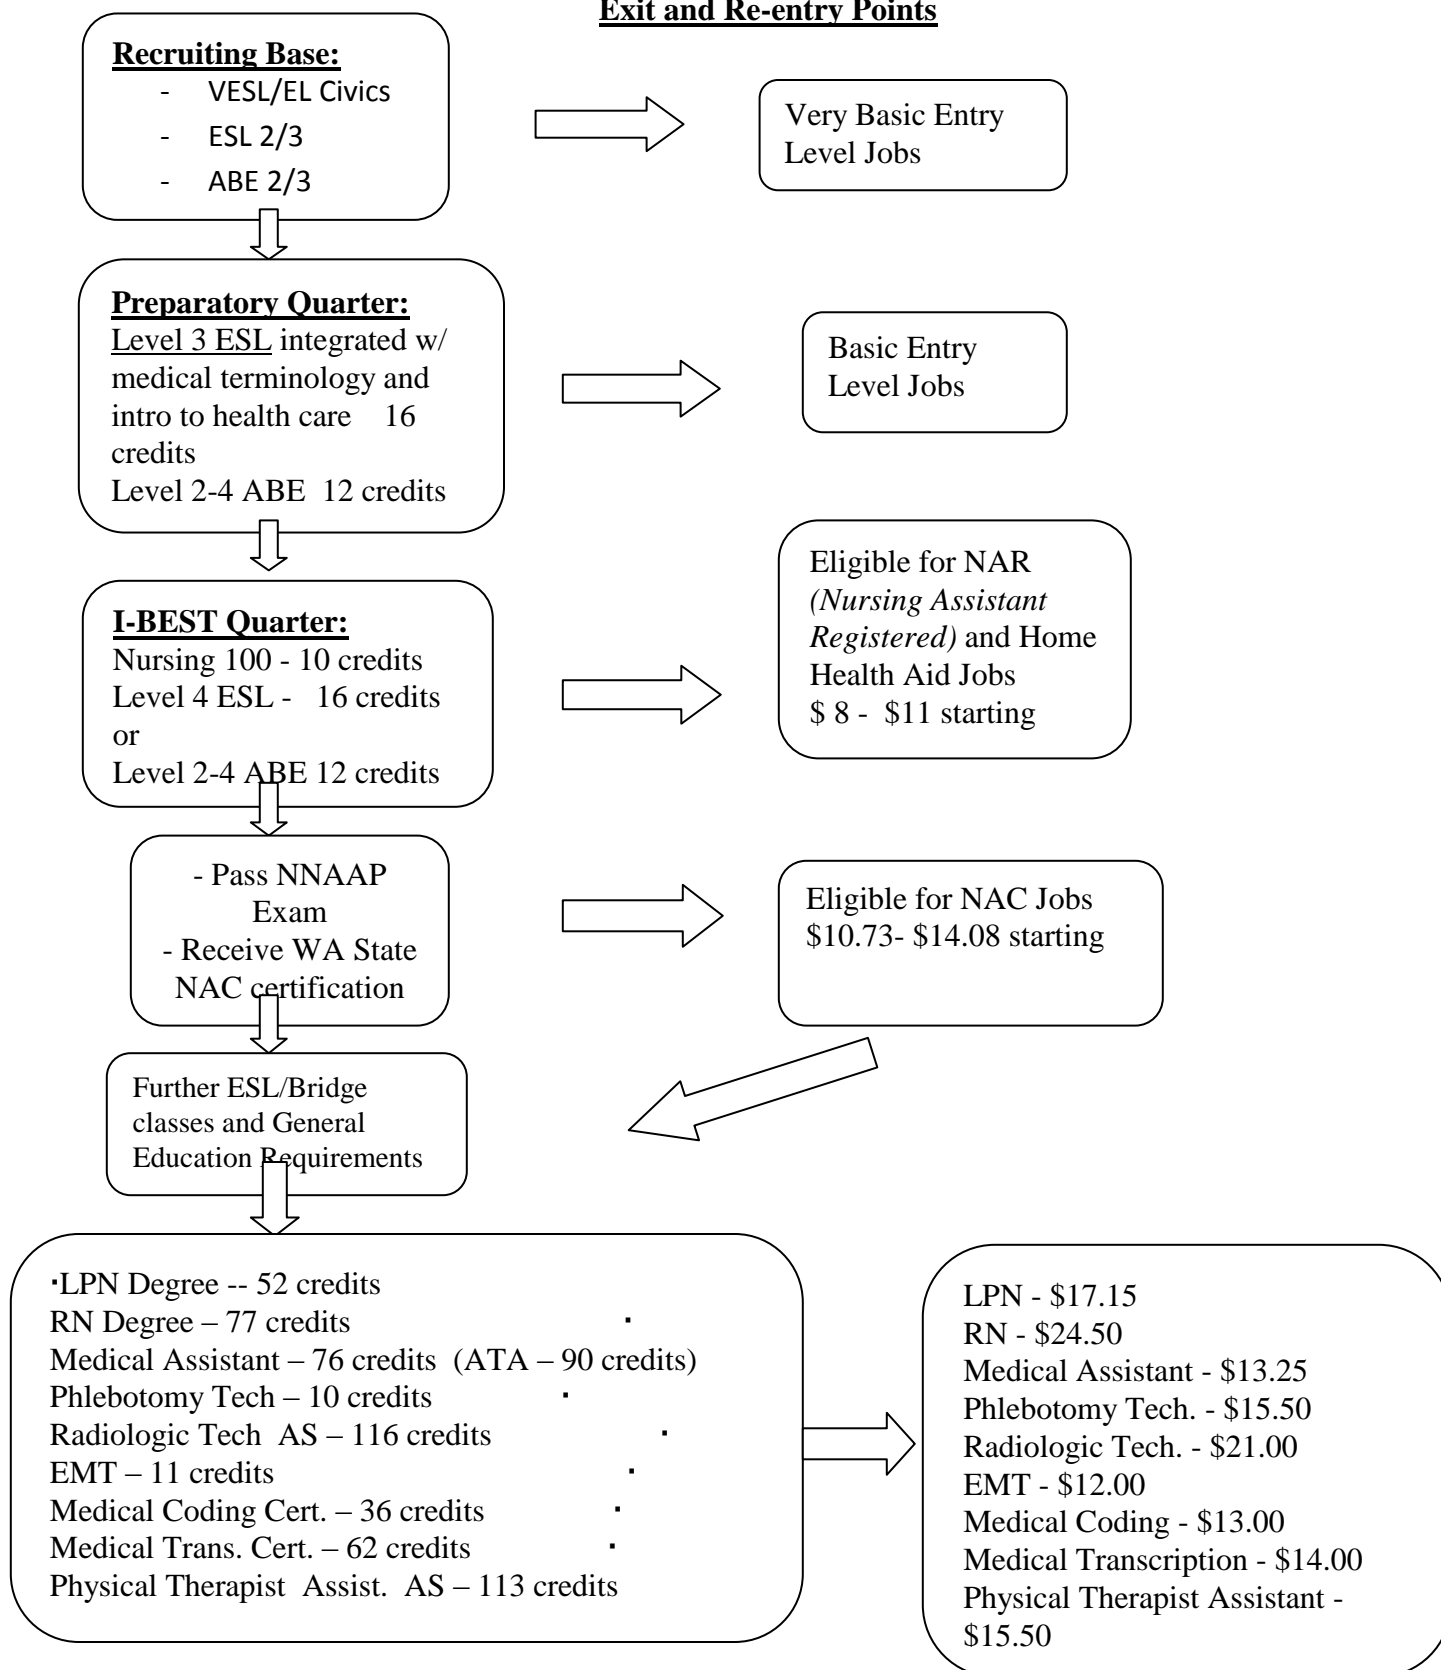 Exit and Re-entry Points
Recruiting Base:
- VESL/EL Civics
- ESL 2/3
- ABE 2/3
Very Basic Entry
Level Jobs
Preparatory Quarter:
Level 3 ESL integrated w/
medical terminology and
intro to health care 16
credits
Level 2-4 ABE 12 credits
Basic Entry
Level Jobs
I-BEST Quarter:
Nursing 100 - 10 credits
Level 4 ESL - 16 credits
or
Level 2-4 ABE 12 credits
Eligible for NAR
(Nursing Assistant
Registered) and Home
Health Aid Jobs
$ 8 - $11 starting
- Pass NNAAP
Exam
- Receive WA State
NAC certification
Eligible for NAC Jobs
$10.73- $14.08 starting
Further ESL/Bridge
classes and General
Education Requirements
·LPN Degree -- 52 credits
RN Degree – 77 credits ·
Medical Assistant – 76 credits (ATA – 90 credits)
Phlebotomy Tech – 10 credits ·
Radiologic Tech AS – 116 credits ·
EMT – 11 credits ·
Medical Coding Cert. – 36 credits ·
Medical Trans. Cert. – 62 credits ·
Physical Therapist Assist. AS – 113 credits
LPN - $17.15
RN - $24.50
Medical Assistant - $13.25
Phlebotomy Tech. - $15.50
Radiologic Tech. - $21.00
EMT - $12.00
Medical Coding - $13.00
Medical Transcription - $14.00
Physical Therapist Assistant -
$15.50